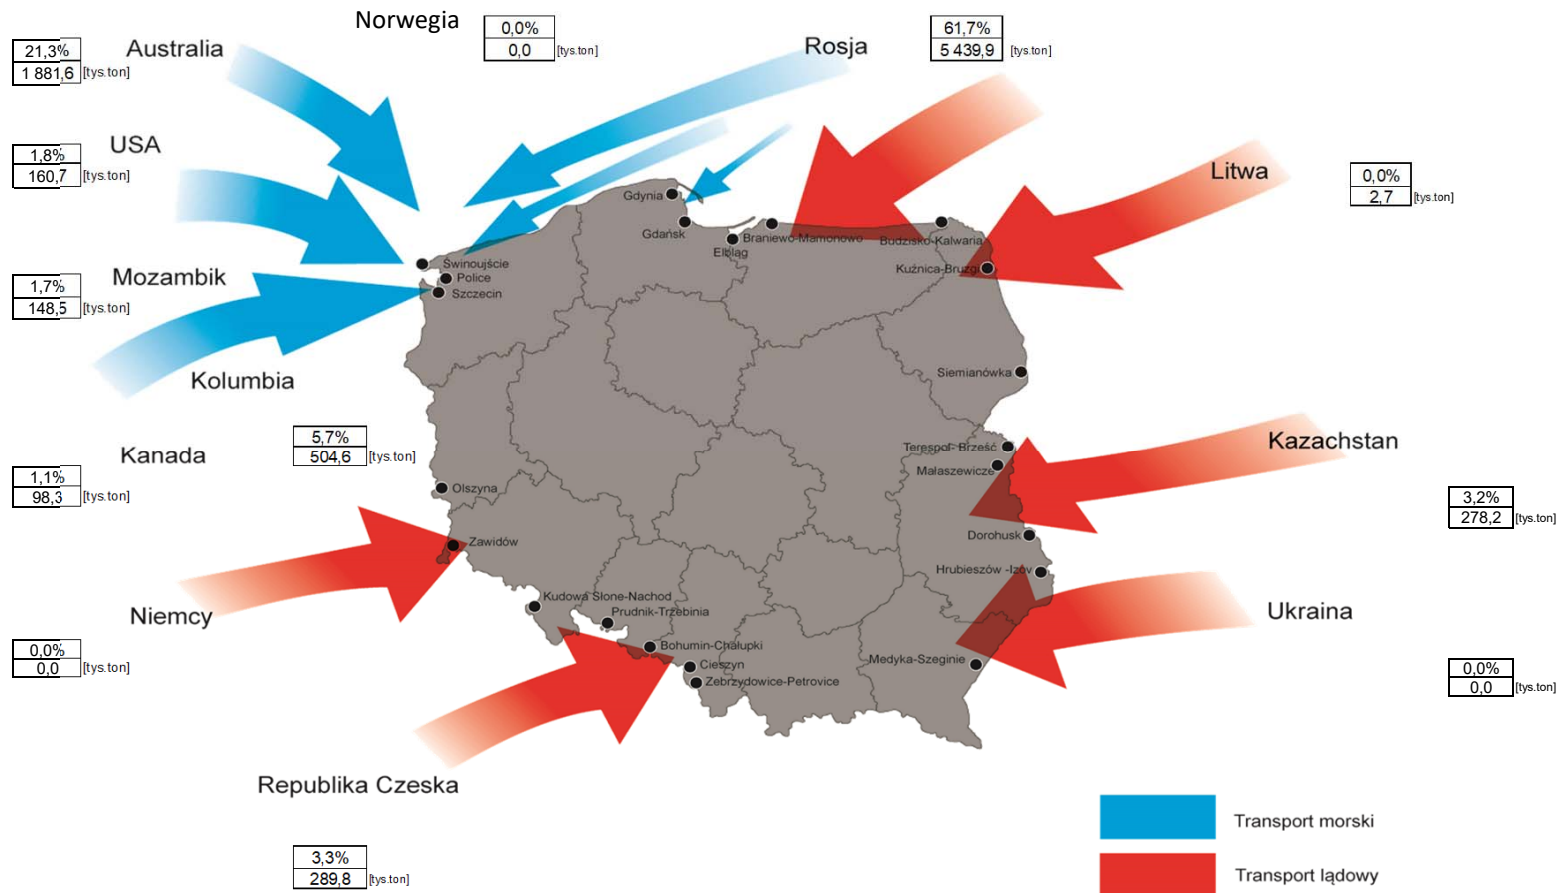 Norwegia
0,0%
0,0 [tys.ton]
Rosja
61,7%
5 439,9 [tys.ton]
Australia
21,3%
1 881,6 [tys.ton]
USA
1,8%
160,7 [tys.ton]
Litwa
0,0%
2,7 [tys.ton]
Mozambik
1,7%
148,5 [tys.ton]
Kolumbia
5,7%
504,6 [tys.ton]
Kanada
1,1%
98,3 [tys.ton]
Kazachstan
3,2%
278,2 [tys.ton]
Niemcy
0,0%
0,0 [tys.ton]
Ukraina
0,0%
0,0 [tys.ton]
Republika Czeska
3,3%
289,8 [tys.ton]
Gdynia
Gdańsk
Elbląg
Braniewo-Mamonowo
Budzisko-Kalwaria
Kuźnica-Bruzgi
Świnoujście
Police
Szczecin
Siemianówka
Terespol- Brześć
Małaszewicze
Olszyna
Zawidów
Dorohusk
Hrubieszów -Izów
Kudowa Słone-Nachod
Prudnik-Trzebinia
Bohumin-Chałupki
Cieszyn
Zebrzydowice-Petrovice
Medyka-Szeginie
Transport morski
Transport lądowy